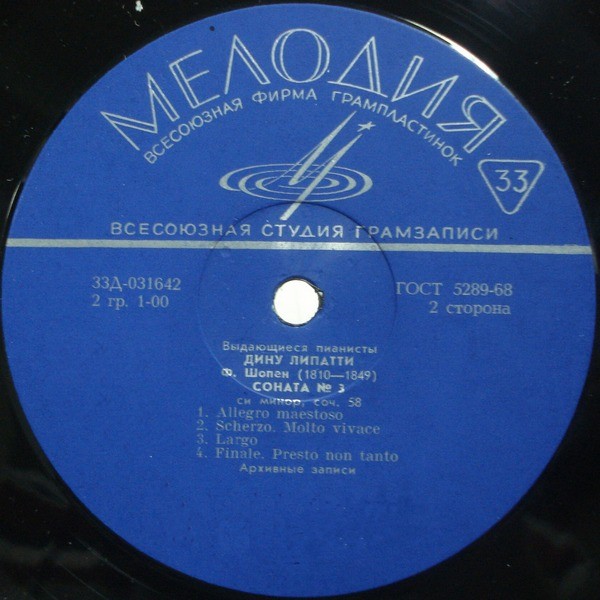 МЕЛОДИЯ
ВСЕСОЮЗНАЯ ФИРМА ГРАМПЛАСТИНОК
33
ВСЕСОЮЗНАЯ СТУДИЯ ГРАМЗАПИСИ
33Д-031642
ГОСТ 5289-68
2 гр. 1-00
2 сторона
Выдающиеся пианисты
ДИНУ ЛИПАТТИ
Ф. Шопен (1810—1849)
СОНАТА № 3
си минор, соч. 58
1. Allegro maestoso
2. Scherzo. Molto vivace
3. Largo
4. Finale. Presto non tanto
Архивные записи